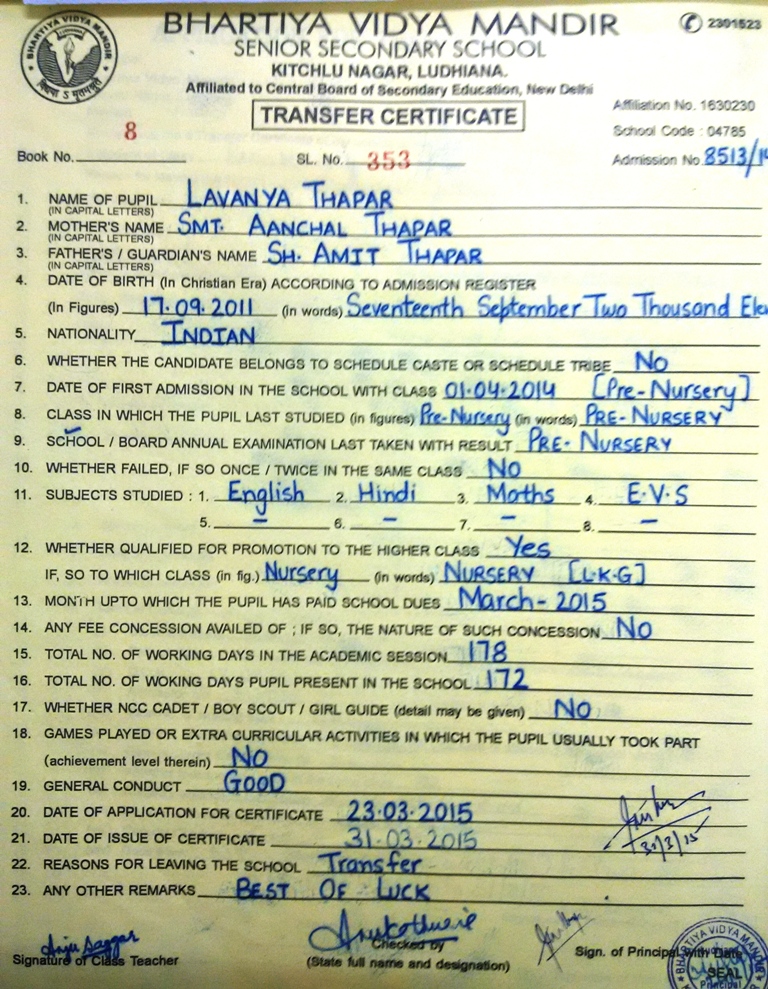 BHARTIYA VIDYA MANDIR
BHARTIYA VIDYA MANDIR 2301523
SENIOR SECONDARY SCHOOL
KITCHLU NAGAR, LUDHIANA.
Affiliated to Central Board of Secondary Education, New Delhi
TRANSFER CERTIFICATE
Affiliation No. 1630230
School Code : 04785
Book No. 8 SL. No. 353 Admission No 8513/
1. NAME OF PUPIL LAVANYA THAPAR
(IN CAPITAL LETTERS)
2. MOTHER'S NAME SMT. AANCHAL THAPAR
(IN CAPITAL LETTERS)
3. FATHER'S / GUARDIAN'S NAME SH. AMIT THAPAR
(IN CAPITAL LETTERS)
4. DATE OF BIRTH (In Christian Era) ACCORDING TO ADMISSION REGISTER
(In Figures) 17.09.2011 (in words) Seventeenth September Two Thousand Ele
5. NATIONALITY INDIAN
6. WHETHER THE CANDIDATE BELONGS TO SCHEDULE CASTE OR SCHEDULE TRIBE NO
7. DATE OF FIRST ADMISSION IN THE SCHOOL WITH CLASS 01.04.2014 [Pre-Nursery]
8. CLASS IN WHICH THE PUPIL LAST STUDIED (in figures) Pre-Nursery (in words) PRE-NURSERY
9. SCHOOL / BOARD ANNUAL EXAMINATION LAST TAKEN WITH RESULT PRE-NURSERY
10. WHETHER FAILED, IF SO ONCE / TWICE IN THE SAME CLASS NO
11. SUBJECTS STUDIED : 1. English 2. Hindi 3. Maths 4. E.V.S
5. – 6. – 7. – 8. –
12. WHETHER QUALIFIED FOR PROMOTION TO THE HIGHER CLASS Yes
IF, SO TO WHICH CLASS (in fig.) Nursery (in words) NURSERY [L.K.G]
13. MONTH UPTO WHICH THE PUPIL HAS PAID SCHOOL DUES March-2015
14. ANY FEE CONCESSION AVAILED OF ; IF SO, THE NATURE OF SUCH CONCESSION NO
15. TOTAL NO. OF WORKING DAYS IN THE ACADEMIC SESSION 178
16. TOTAL NO. OF WOKING DAYS PUPIL PRESENT IN THE SCHOOL 172
17. WHETHER NCC CADET / BOY SCOUT / GIRL GUIDE (detail may be given) NO
18. GAMES PLAYED OR EXTRA CURRICULAR ACTIVITIES IN WHICH THE PUPIL USUALLY TOOK PART
(achievement level therein) NO
19. GENERAL CONDUCT GOOD
20. DATE OF APPLICATION FOR CERTIFICATE 23.03.2015
21. DATE OF ISSUE OF CERTIFICATE 31.03.2015
22. REASONS FOR LEAVING THE SCHOOL Transfer
23. ANY OTHER REMARKS BEST OF LUCK
Anju Saggar
Signature of Class Teacher
Checked by
(State full name and designation)
Sign. of Principal with Date
SEAL
BHARTIYA VIDYA MANDIR
Principal